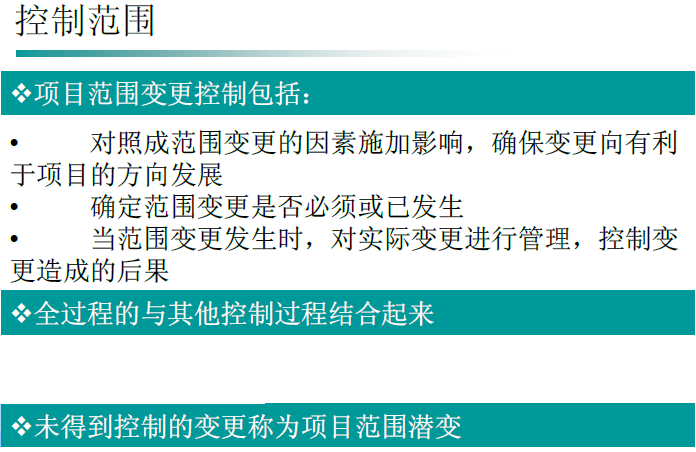 控制范围
❖项目范围变更控制包括：
• 对照成范围变更的因素施加影响，确保变更向有利
于项目的方向发展
• 确定范围变更是否必须或已发生
• 当范围变更发生时，对实际变更进行管理，控制变
更造成的后果
❖全过程的与其他控制过程结合起来
❖未得到控制的变更称为项目范围潜变